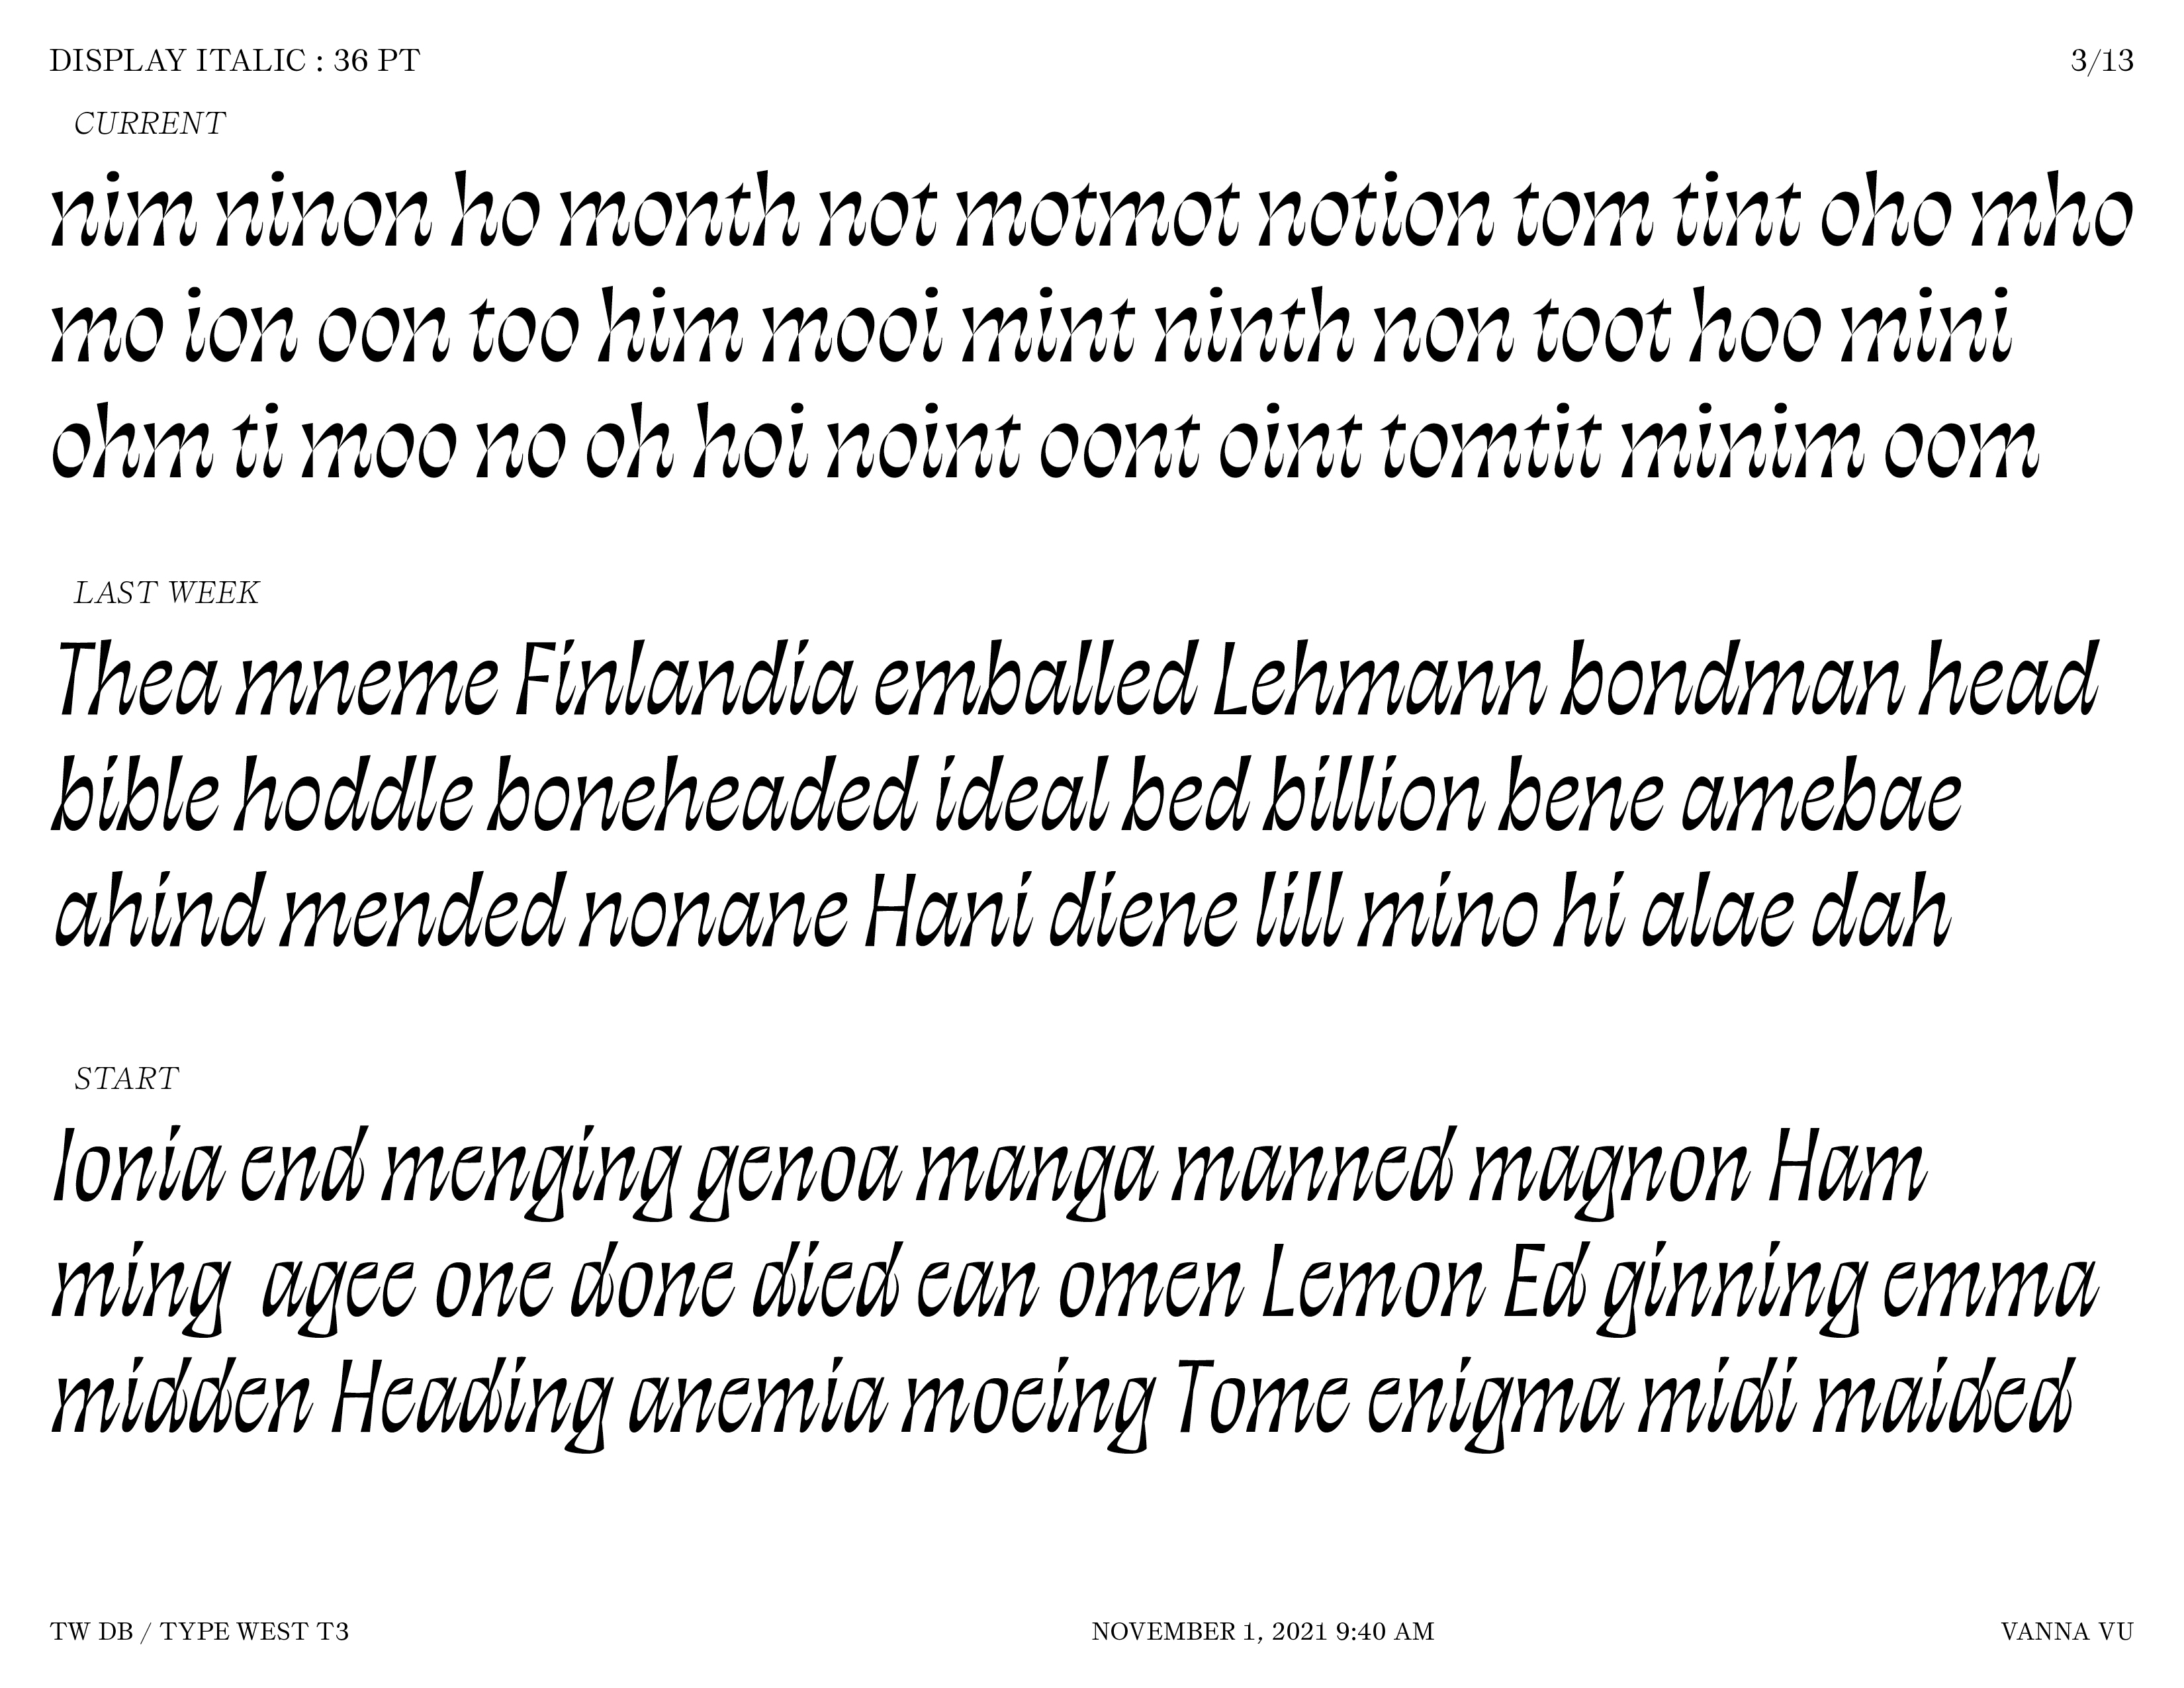 DISPLAY ITALIC : 36 PT
3/13
CURRENT
nim ninon ho month not motmot notion tom tint oho mho
mo ion oon too him mooi mint ninth non toot hoo mini
ohm ti moo no oh hoi noint oont oint tomtit minim oom
LAST WEEK
Thea mneme Finlandia emballed Lehmann bondman head
bible hoddle boneheaded ideal bed billion bene amebae
ahind mended nonane Hani diene lill mino hi alae dah
START
Ionia end menging genoa manga manned magnon Ham
ming agee one done died ean omen Lemon Ed ginning emma
midden Heading anemia moeing Tome enigma midi maided
TW DB / TYPE WEST T3
NOVEMBER 1, 2021 9:40 AM
VANNA VU